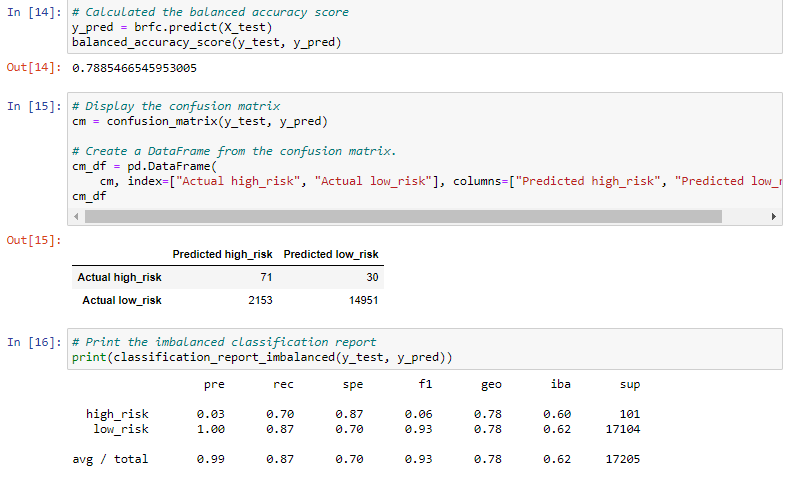 In [14]: # Calculated the balanced accuracy score
y_pred = brfc.predict(X_test)
balanced_accuracy_score(y_test, y_pred)
Out[14]: 0.7885466545953005
In [15]: # Display the confusion matrix
cm = confusion_matrix(y_test, y_pred)
# Create a DataFrame from the confusion matrix.
cm_df = pd.DataFrame(
cm, index=["Actual high_risk", "Actual low_risk"], columns=["Predicted high_risk", "Predicted low_r
cm_df
Out[15]:
Predicted high_risk Predicted low_risk
Actual high_risk 71 30
Actual low_risk 2153 14951
In [16]: # Print the imbalanced classification report
print(classification_report_imbalanced(y_test, y_pred))
pre rec spe f1 geo iba sup
high_risk 0.03 0.70 0.87 0.06 0.78 0.60 101
low_risk 1.00 0.87 0.70 0.93 0.78 0.62 17104
avg / total 0.99 0.87 0.70 0.93 0.78 0.62 17205